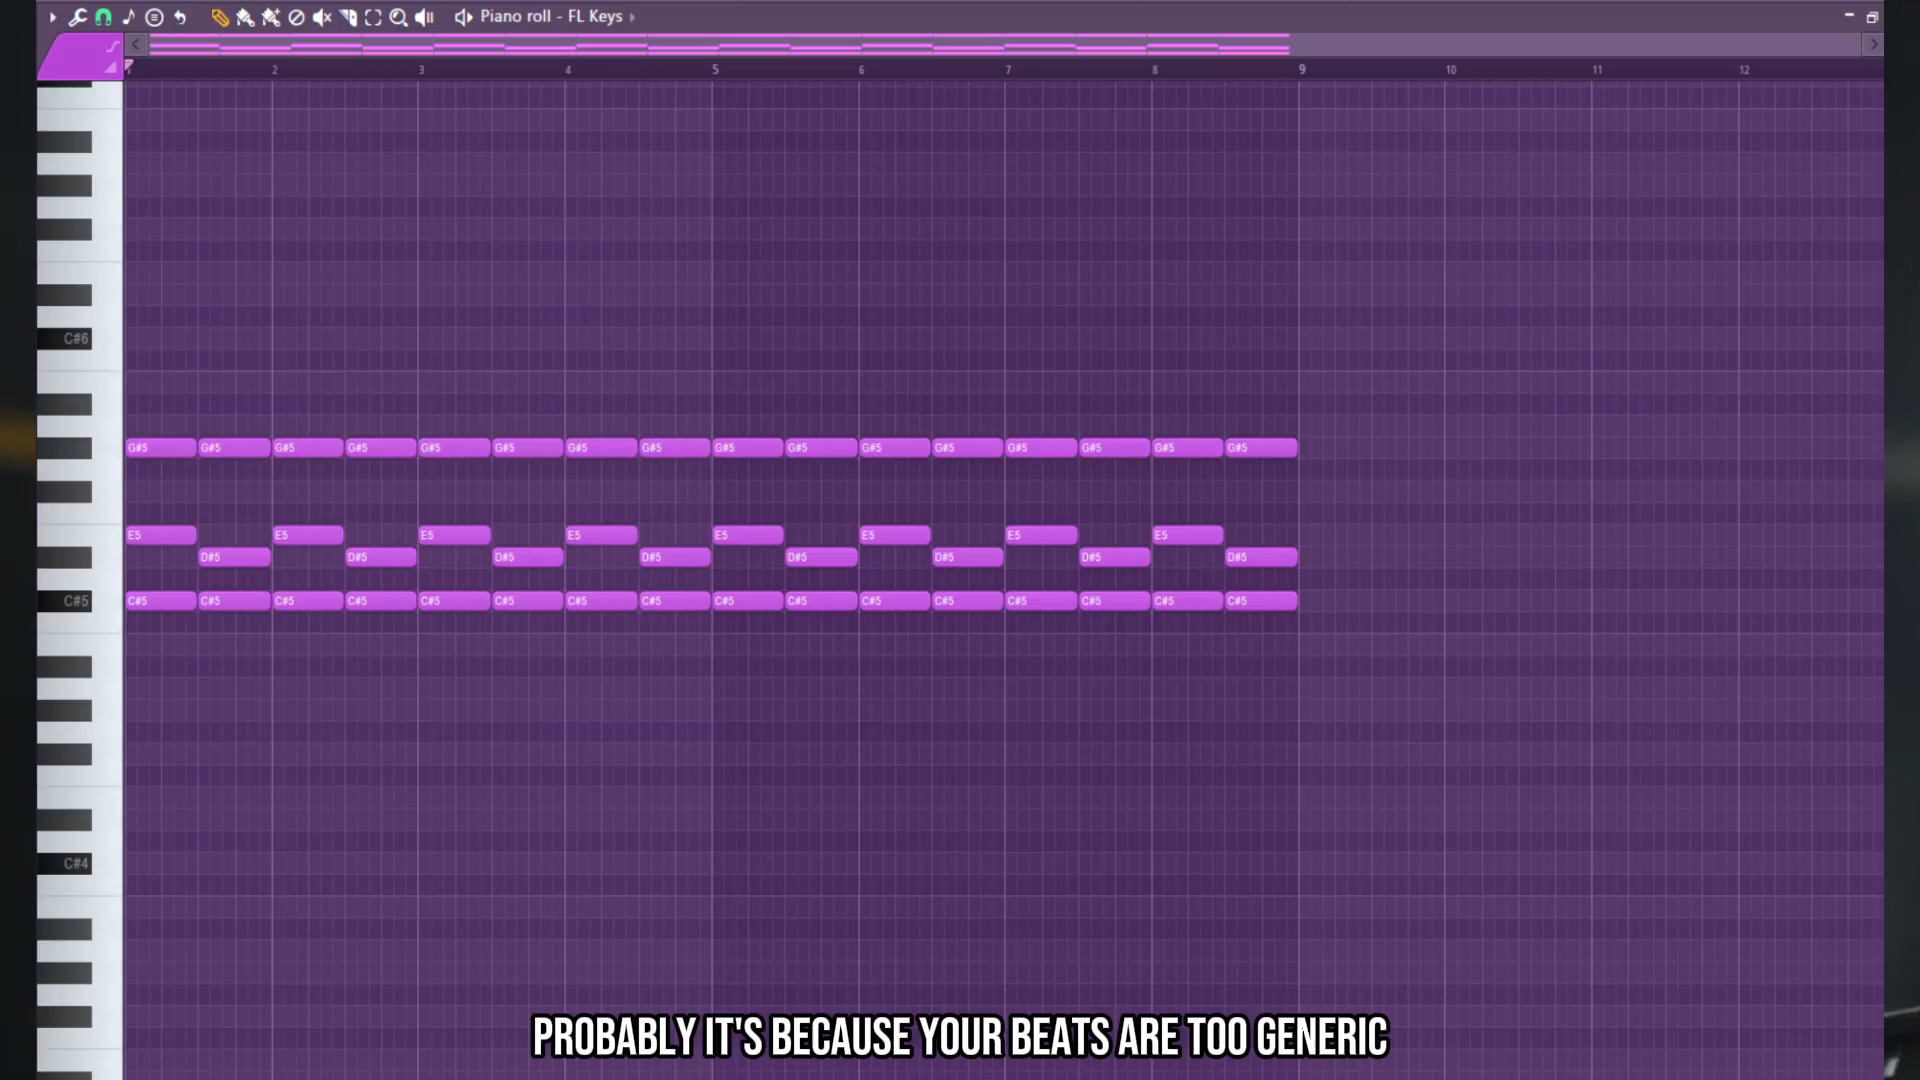 Piano roll - FL Keys
1 2 3 4 5 6 7 8 9 10 11 12
C#6
G#5 G#5 G#5 G#5 G#5 G#5 G#5 G#5 G#5 G#5 G#5 G#5 G#5 G#5 G#5 G#5
E5 E5 E5 E5 E5 E5 E5 E5
D#5 D#5 D#5 D#5 D#5 D#5 D#5 D#5
C#5 C#5 C#5 C#5 C#5 C#5 C#5 C#5 C#5 C#5 C#5 C#5 C#5 C#5 C#5 C#5 C#5
C#4
PROBABLY IT'S BECAUSE YOUR BEATS ARE TOO GENERIC